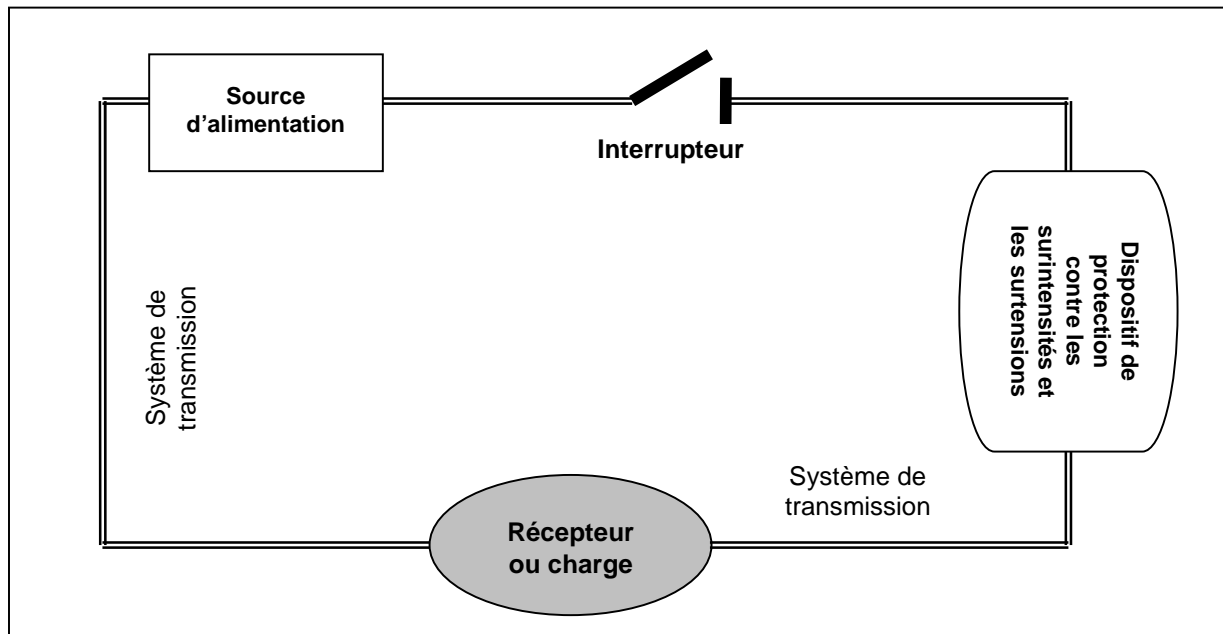 Source
d'alimentation
Interrupteur
Dispositif de
protection
contre les
surintensités et
les surtensions
Système de
transmission
Système de
transmission
Récepteur
ou charge